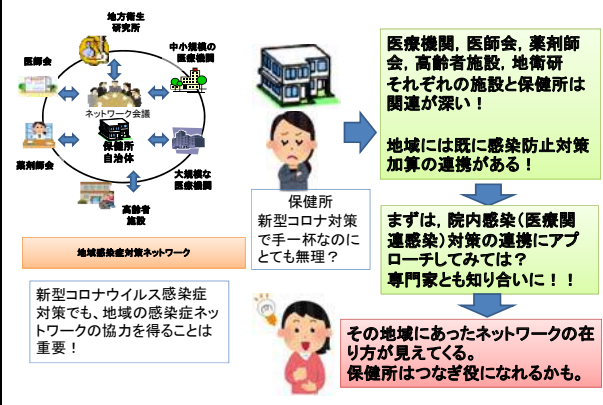 地方衛生
研究所
医師会
中小規模の
医療機関
ネットワーク会議
保健所
自治体
薬剤師会
大規模な
医療機関
高齢者
施設
地域感染症対策ネットワーク
新型コロナウイルス感染症
対策でも、地域の感染症ネッ
トワークの協力を得ることは
重要！
保健所
新型コロナ対策
で手一杯なのに
とても無理？
医療機関，医師会，薬剤師
会，高齢者施設，地衛研
それぞれの施設と保健所は
関連が深い！
地域には既に感染防止対策
加算の連携がある！
まずは，院内感染（医療関
連感染）対策の連携にアプ
ローチしてみては？
専門家とも知り合いに！！
その地域にあったネットワークの在
り方が見えてくる。
保健所はつなぎ役になれるかも。